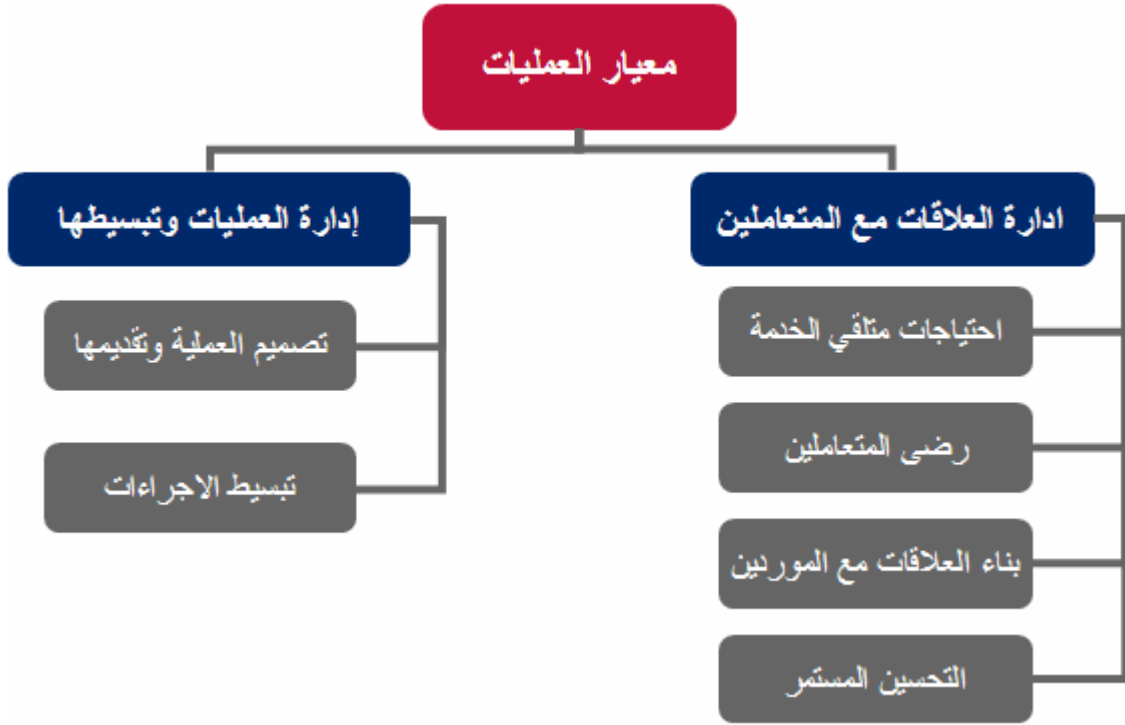 معيار العمليات
ادارة العلاقات مع المتعاملين
احتياجات متلقي الخدمة
رضى المتعاملين
بناء العلاقات مع الموردين
التحسين المستمر
إدارة العمليات وتبسيطها
تصميم العملية وتقديمها
تبسيط الاجراءات